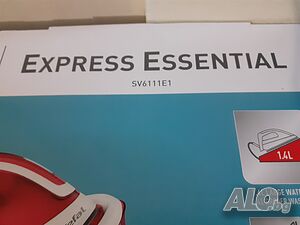 EXPRESS ESSENTIAL
SV6111E1
1.4L
ALO.bg